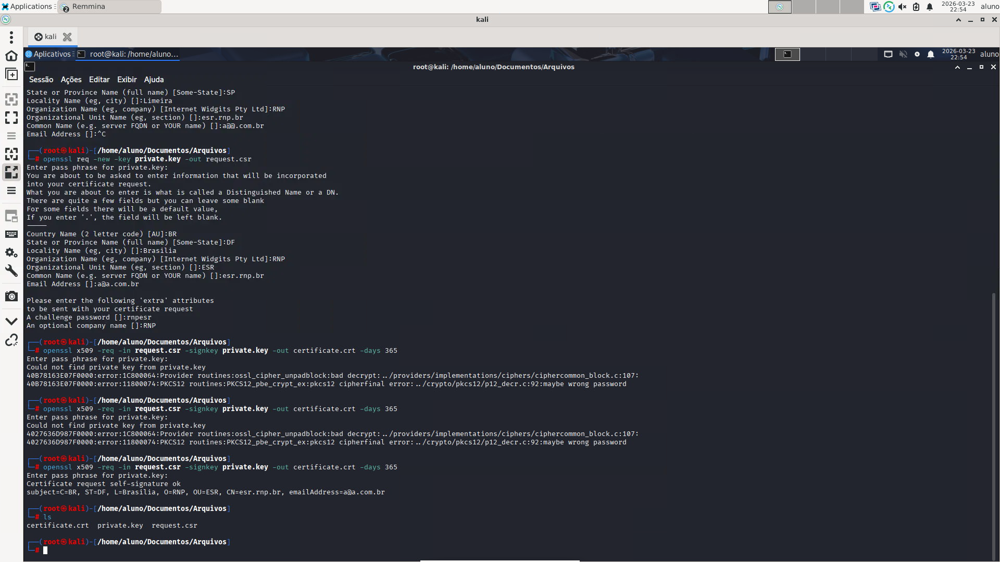 Applications
2
Remmina
2026-03-23
22:54
aluno
kali
kali
Aplicativos
root@kali: /home/aluno...
2026-03-23
22:54
aluno
root@kali: /home/aluno/Documentos/Arquivos
Sessão Ações Editar Exibir Ajuda
State or Province Name (full name) [Some-State]:SP
Locality Name (eg, city) []:Limeira
Organization Name (eg, company) [Internet Widgits Pty Ltd]:RNP
Organizational Unit Name (eg, section) []:esr.rnp.br
Common Name (e.g. server FQDN or YOUR name) []:a@@.com.br
Email Address []:^C
┌──(root㉿kali)-[/home/aluno/Documentos/Arquivos]
└─# openssl req -new -key private.key -out request.csr
Enter pass phrase for private.key:
You are about to be asked to enter information that will be incorporated
into your certificate request.
What you are about to enter is what is called a Distinguished Name or a DN.
There are quite a few fields but you can leave some blank
For some fields there will be a default value,
If you enter '.', the field will be left blank.
-----
Country Name (2 letter code) [AU]:BR
State or Province Name (full name) [Some-State]:DF
Locality Name (eg, city) []:Brasilia
Organization Name (eg, company) [Internet Widgits Pty Ltd]:RNP
Organizational Unit Name (eg, section) []:ESR
Common Name (e.g. server FQDN or YOUR name) []:esr.rnp.br
Email Address []:a@a.com.br
Please enter the following 'extra' attributes
to be sent with your certificate request
A challenge password []:rnpesr
An optional company name []:RNP
┌──(root㉿kali)-[/home/aluno/Documentos/Arquivos]
└─# openssl x509 -req -in request.csr -signkey private.key -out certificate.crt -days 365
Enter pass phrase for private.key:
Could not find private key from private.key
40B78163E07F0000:error:1C800064:Provider routines:ossl_cipher_unpadblock:bad decrypt:../providers/implementations/ciphers/ciphercommon_block.c:107:
40B78163E07F0000:error:11800074:PKCS12 routines:PKCS12_pbe_crypt_ex:pkcs12 cipherfinal error:../crypto/pkcs12/p12_decr.c:92:maybe wrong password
┌──(root㉿kali)-[/home/aluno/Documentos/Arquivos]
└─# openssl x509 -req -in request.csr -signkey private.key -out certificate.crt -days 365
Enter pass phrase for private.key:
Could not find private key from private.key
4027636D987F0000:error:1C800064:Provider routines:ossl_cipher_unpadblock:bad decrypt:../providers/implementations/ciphers/ciphercommon_block.c:107:
4027636D987F0000:error:11800074:PKCS12 routines:PKCS12_pbe_crypt_ex:pkcs12 cipherfinal error:../crypto/pkcs12/p12_decr.c:92:maybe wrong password
┌──(root㉿kali)-[/home/aluno/Documentos/Arquivos]
└─# openssl x509 -req -in request.csr -signkey private.key -out certificate.crt -days 365
Enter pass phrase for private.key:
Certificate request self-signature ok
subject=C=BR, ST=DF, L=Brasilia, O=RNP, OU=ESR, CN=esr.rnp.br, emailAddress=a@a.com.br
┌──(root㉿kali)-[/home/aluno/Documentos/Arquivos]
└─# ls
certificate.crt private.key request.csr
┌──(root㉿kali)-[/home/aluno/Documentos/Arquivos]
└─#